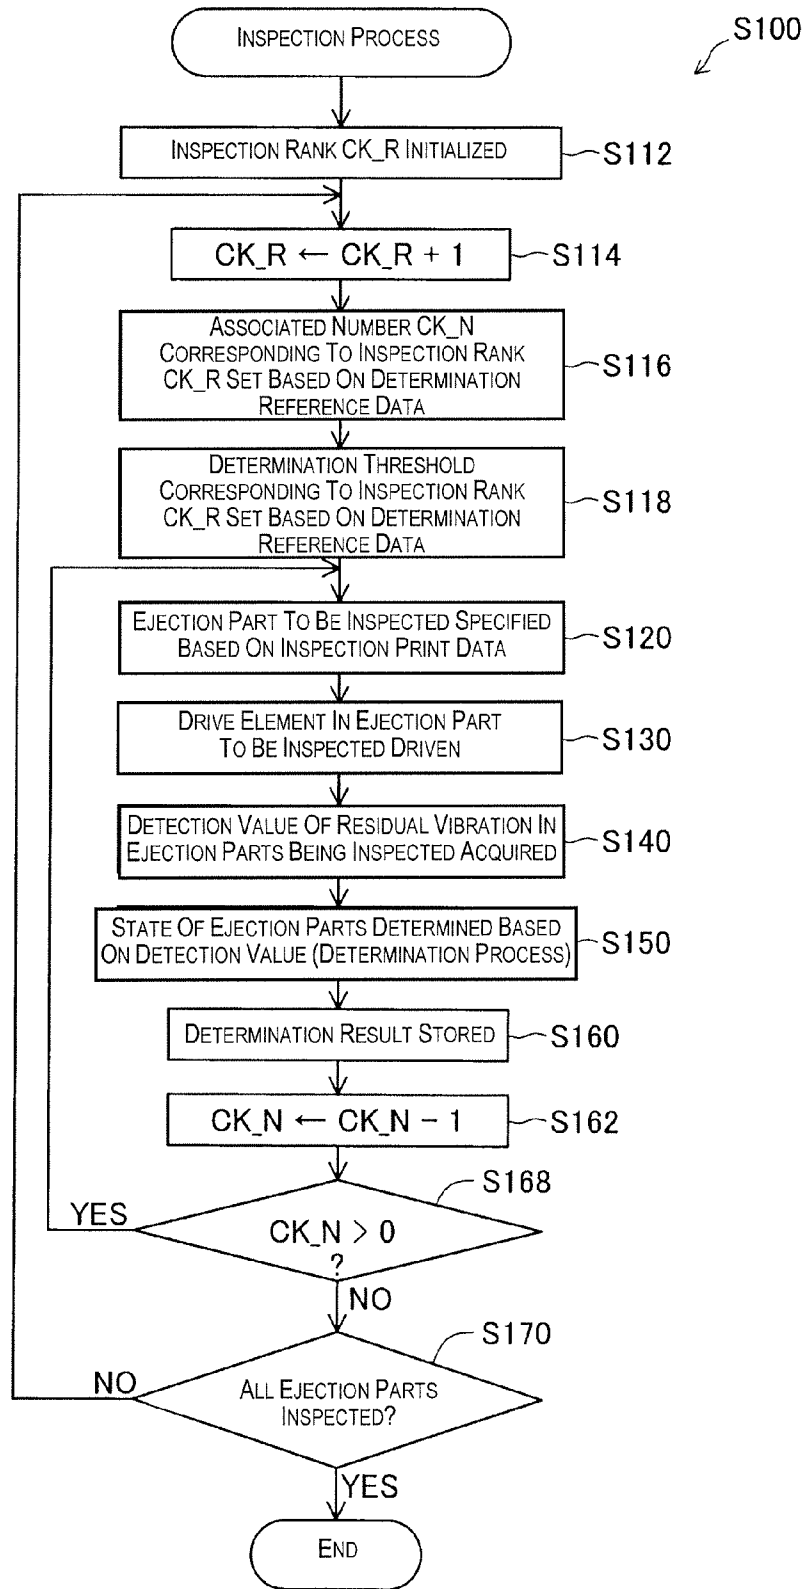 INSPECTION PROCESS
S100
INSPECTION RANK CK_R INITIALIZED
S112
CK_R ← CK_R + 1
S114
ASSOCIATED NUMBER CK_N
CORRESPONDING TO INSPECTION RANK
CK_R SET BASED ON DETERMINATION
REFERENCE DATA
S116
DETERMINATION THRESHOLD
CORRESPONDING TO INSPECTION RANK
CK_R SET BASED ON DETERMINATION
REFERENCE DATA
S118
EJECTION PART TO BE INSPECTED SPECIFIED
BASED ON INSPECTION PRINT DATA
S120
DRIVE ELEMENT IN EJECTION PART
TO BE INSPECTED DRIVEN
S130
DETECTION VALUE OF RESIDUAL VIBRATION IN
EJECTION PARTS BEING INSPECTED ACQUIRED
S140
STATE OF EJECTION PARTS DETERMINED BASED
ON DETECTION VALUE (DETERMINATION PROCESS)
S150
DETERMINATION RESULT STORED
S160
CK_N ← CK_N − 1
S162
S168
YES
CK_N > 0
?
NO
S170
NO
ALL EJECTION PARTS
INSPECTED?
YES
END